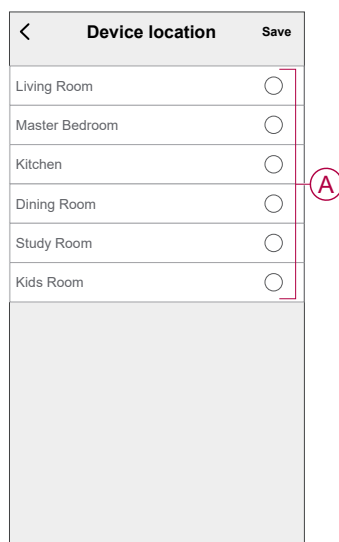 Device location Save
Living Room
Master Bedroom
Kitchen
A
Dining Room
Study Room
Kids Room